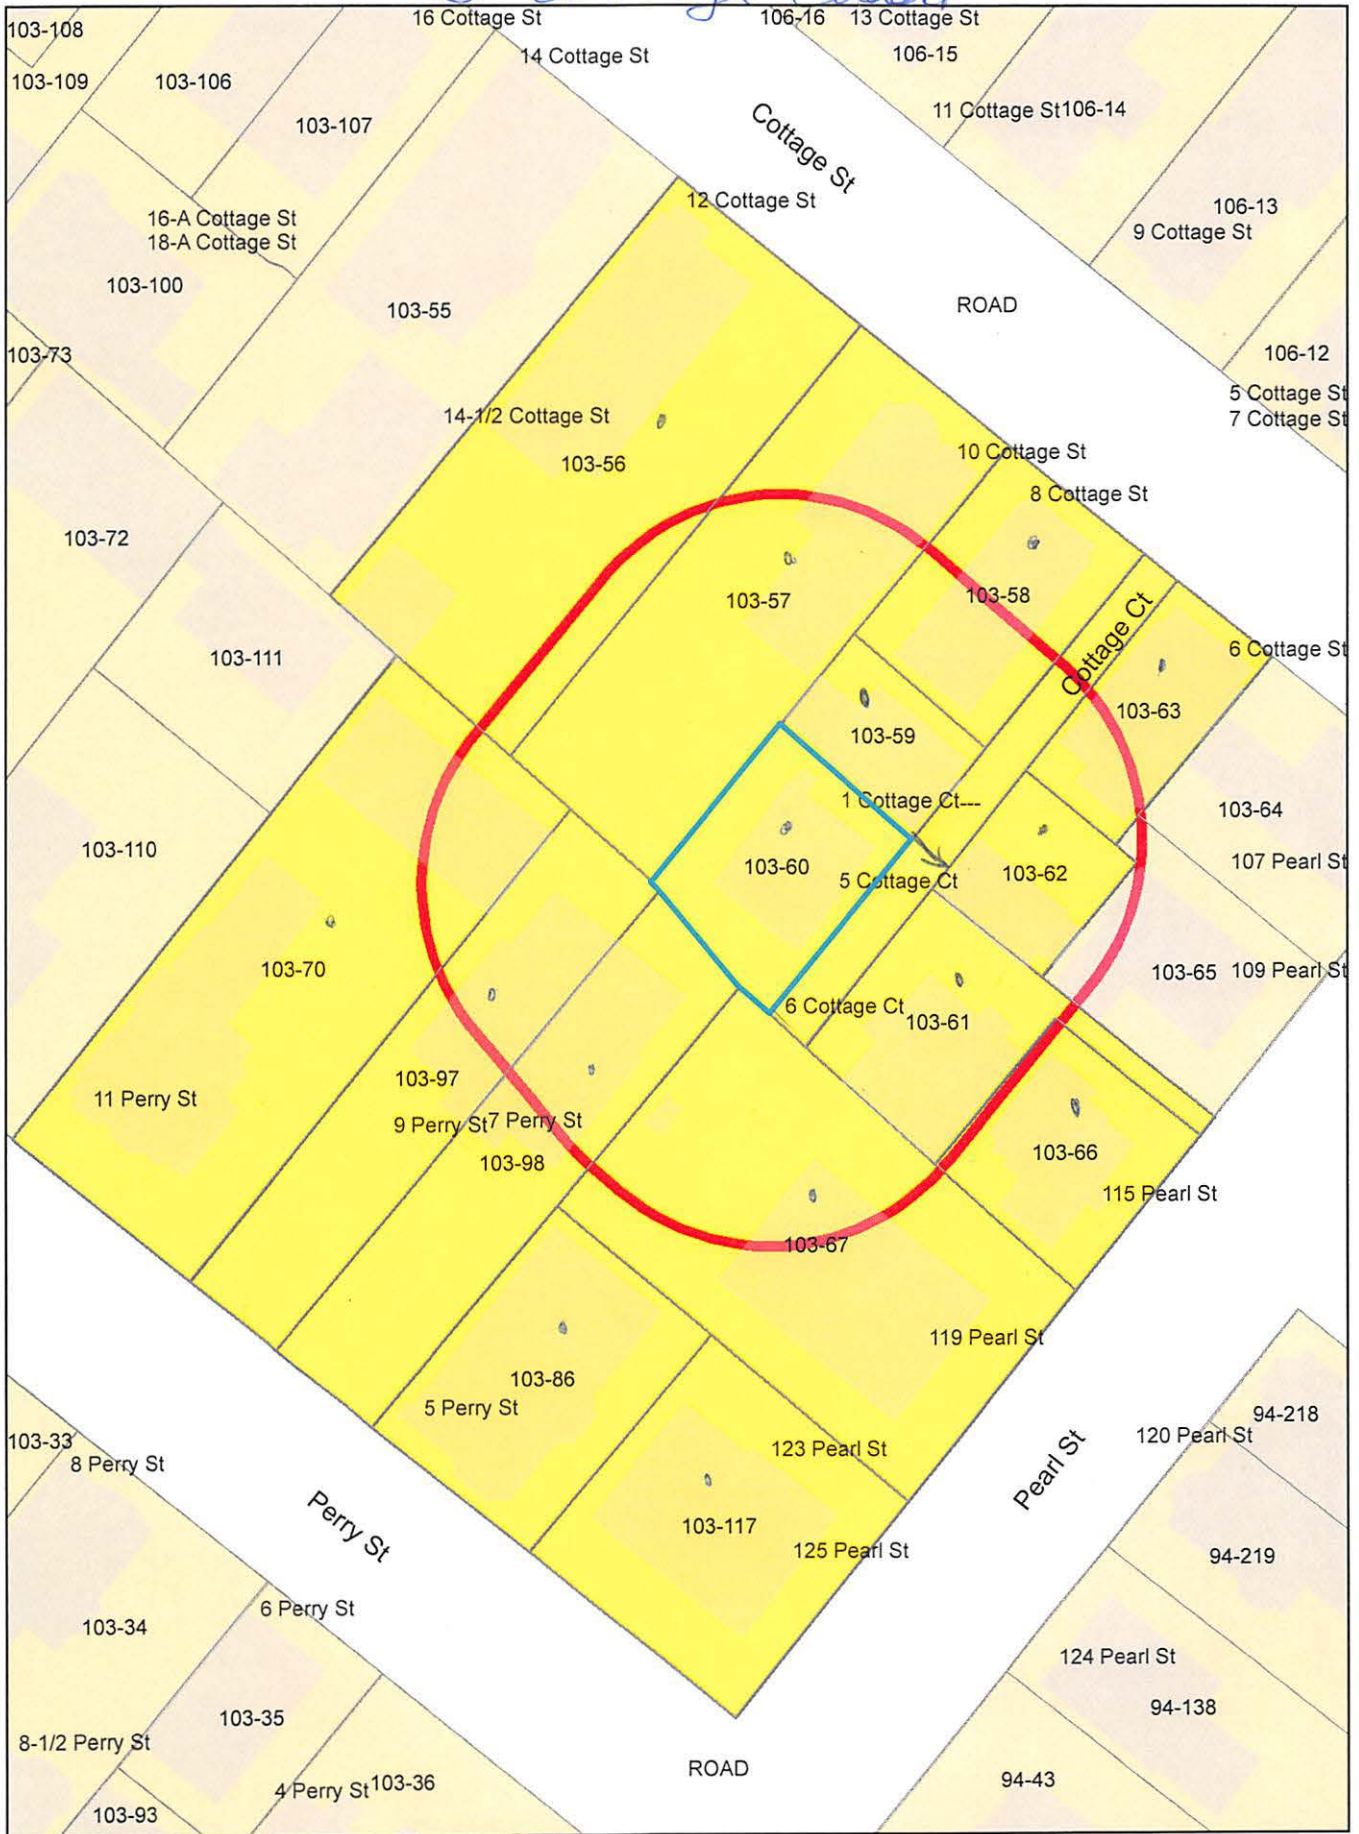 16 Cottage St
106-16
13 Cottage St
103-108
14 Cottage St
106-15
103-109
103-106
11 Cottage St
106-14
103-107
Cottage St
12 Cottage St
106-13
16-A Cottage St
18-A Cottage St
9 Cottage St
103-100
103-55
ROAD
103-73
106-12
5 Cottage St
7 Cottage St
14-1/2 Cottage St
103-56
10 Cottage St
8 Cottage St
103-72
103-57
103-58
Cottage Ct
6 Cottage St
103-111
103-63
103-59
1 Cottage Ct---
103-64
103-110
103-60
103-62
107 Pearl St
5 Cottage Ct
103-70
103-65
109 Pearl St
6 Cottage Ct
103-61
103-97
11 Perry St
9 Perry St
7 Perry St
103-98
103-66
115 Pearl St
103-67
119 Pearl St
103-86
5 Perry St
94-218
120 Pearl St
103-33
8 Perry St
123 Pearl St
Pearl St
Perry St
103-117
125 Pearl St
94-219
6 Perry St
103-34
124 Pearl St
94-138
103-35
8-1/2 Perry St
ROAD
4 Perry St
103-36
94-43
103-93